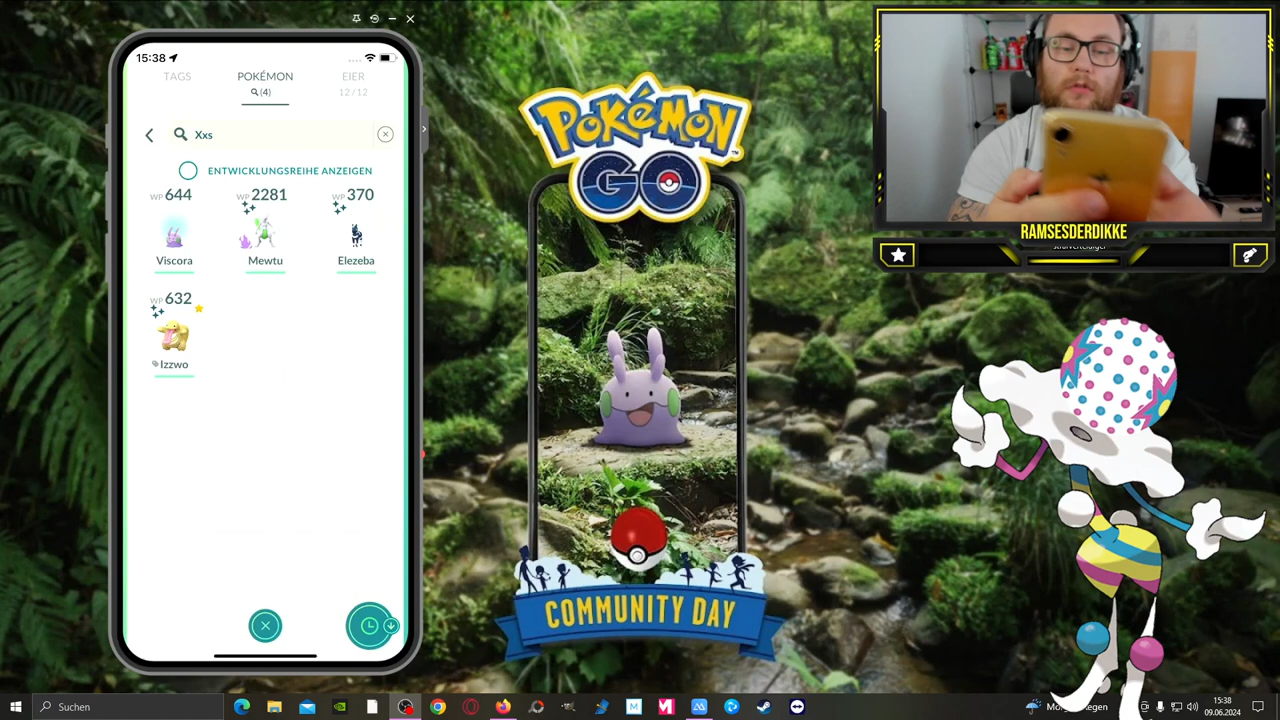 15:38
TAGS
POKÉMON
EIER
(4)
12 / 12
Xxs
ENTWICKLUNGSREIHE ANZEIGEN
WP 644
WP 2281
WP 370
Viscora
Mewtu
Elezeba
WP 632
Izzwo
POKÉMON
GO
COMMUNITY DAY
RAMSESDERDIKKE
Suchen
15:38
09.06.2024